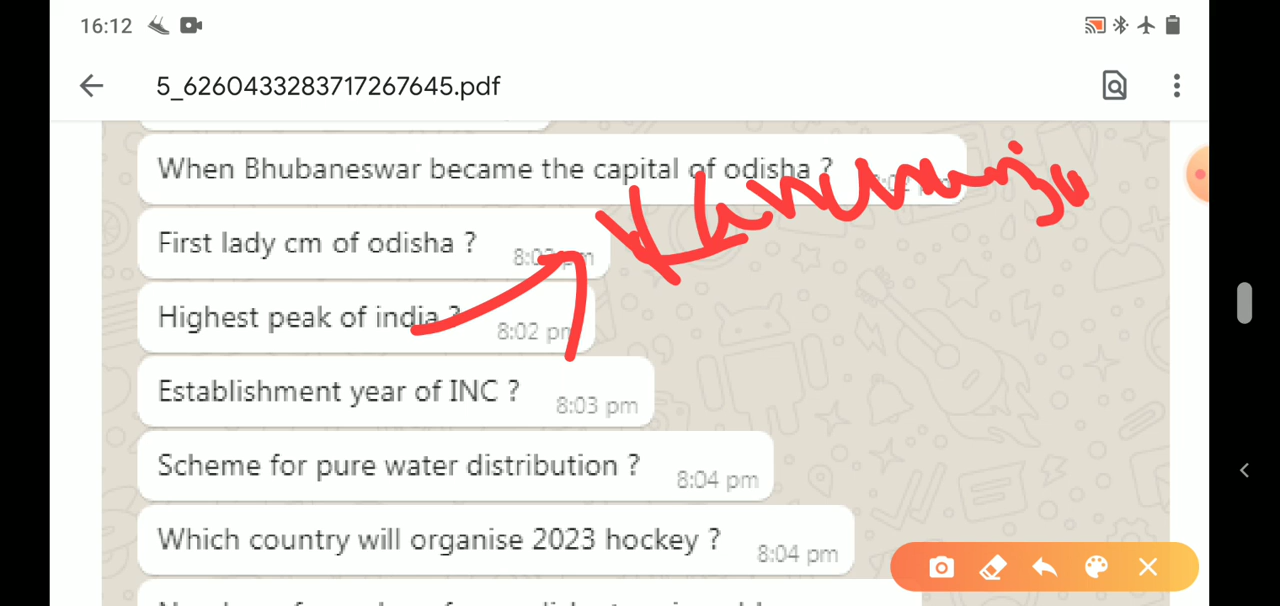 16:12
5_6260433283717267645.pdf
When Bhubaneswar became the capital of odisha ?
First lady cm of odisha ?
Highest peak of india ? 8:02 pm
Establishment year of INC ? 8:03 pm
Scheme for pure water distribution ? 8:04 pm
Which country will organise 2023 hockey ? 8:04 pm